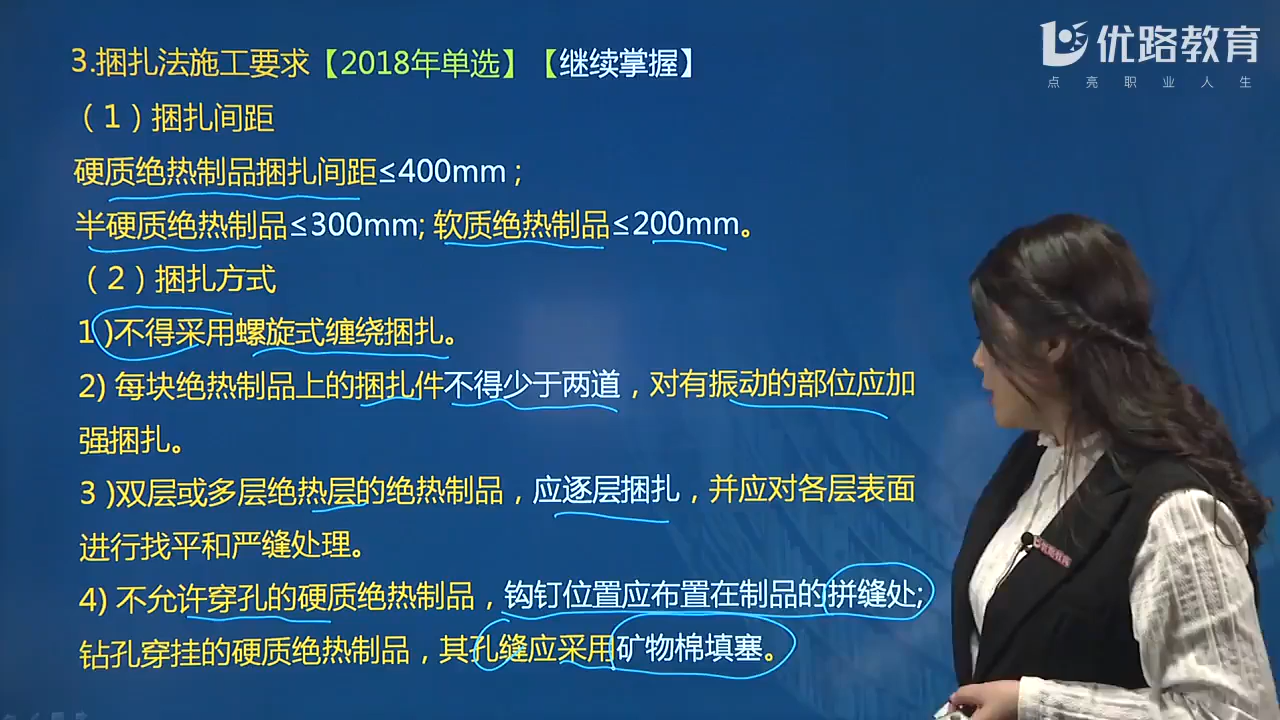 3.捆扎法施工要求【2018年单选】【继续掌握】
（1）捆扎间距
硬质绝热制品捆扎间距≤400mm；
半硬质绝热制品≤300mm; 软质绝热制品≤200mm。
（2）捆扎方式
1 )不得采用螺旋式缠绕捆扎。
2) 每块绝热制品上的捆扎件不得少于两道，对有振动的部位应加
强捆扎。
3 )双层或多层绝热层的绝热制品，应逐层捆扎，并应对各层表面
进行找平和严缝处理。
4) 不允许穿孔的硬质绝热制品，钩钉位置应布置在制品的拼缝处;
钻孔穿挂的硬质绝热制品，其孔缝应采用矿物棉填塞。
优路教育
点亮职业人生